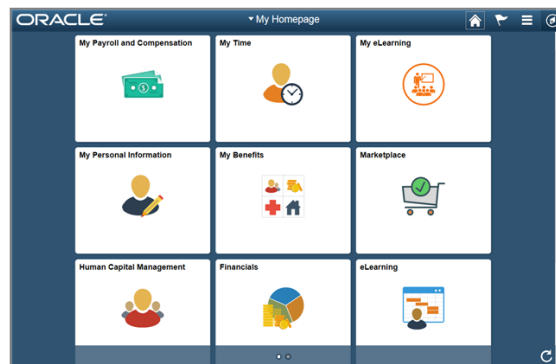 ORACLE®
My Homepage
My Payroll and Compensation
My Time
My eLearning
My Personal Information
My Benefits
Marketplace
Human Capital Management
Financials
eLearning